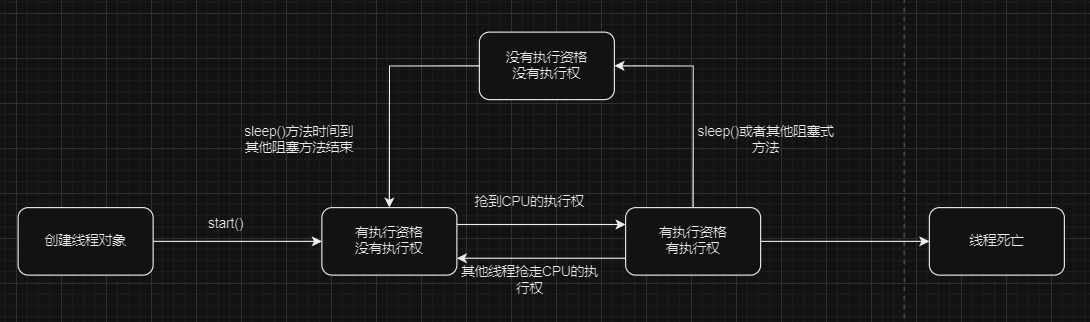 没有执行资格
没有执行权
sleep()方法时间到
其他阻塞方法结束
sleep()或者其他阻塞式
方法
创建线程对象
start()
有执行资格
没有执行权
抢到CPU的执行权
其他线程抢走CPU的执
行权
有执行资格
有执行权
线程死亡